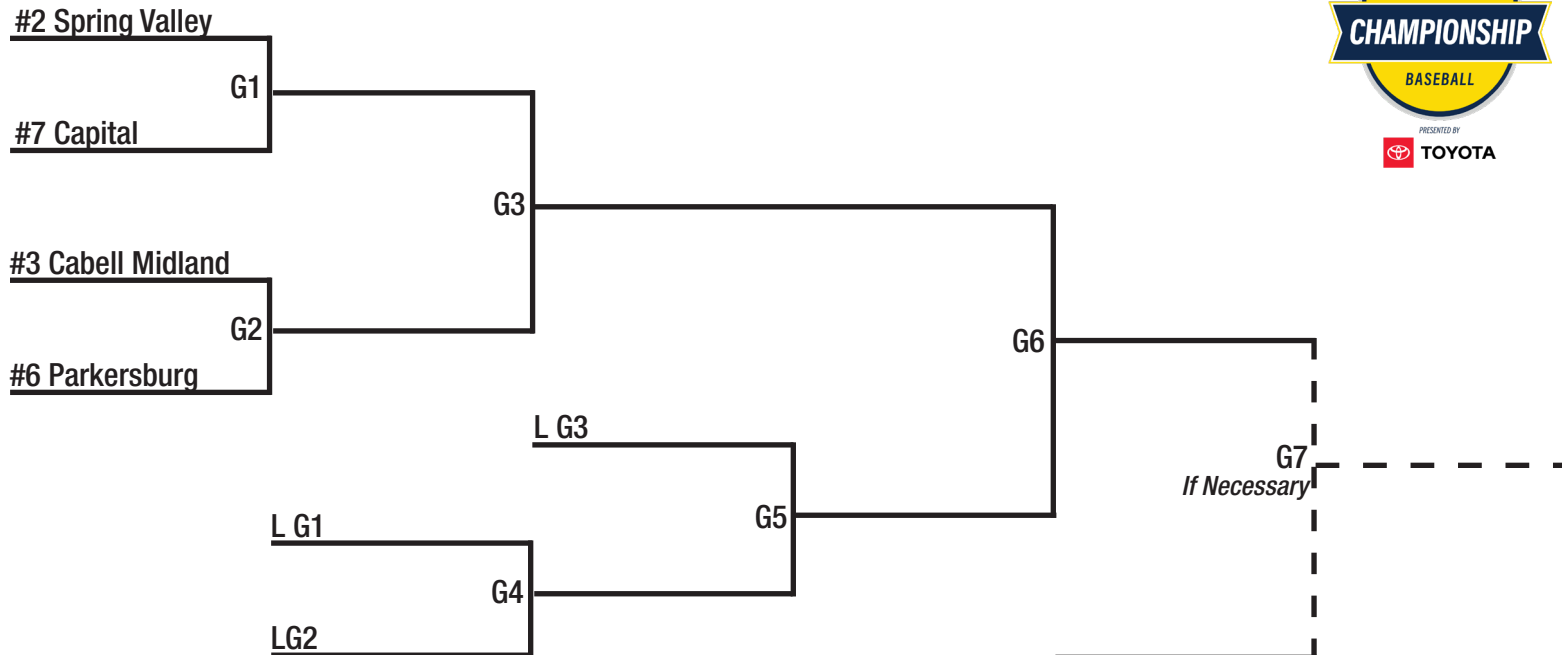 #2 Spring Valley
CHAMPIONSHIP
BASEBALL
G1
#7 Capital
PRESENTED BY
TOYOTA
G3
#3 Cabell Midland
G2
G6
#6 Parkersburg
L G3
G7
If Necessary
G5
L G1
G4
LG2